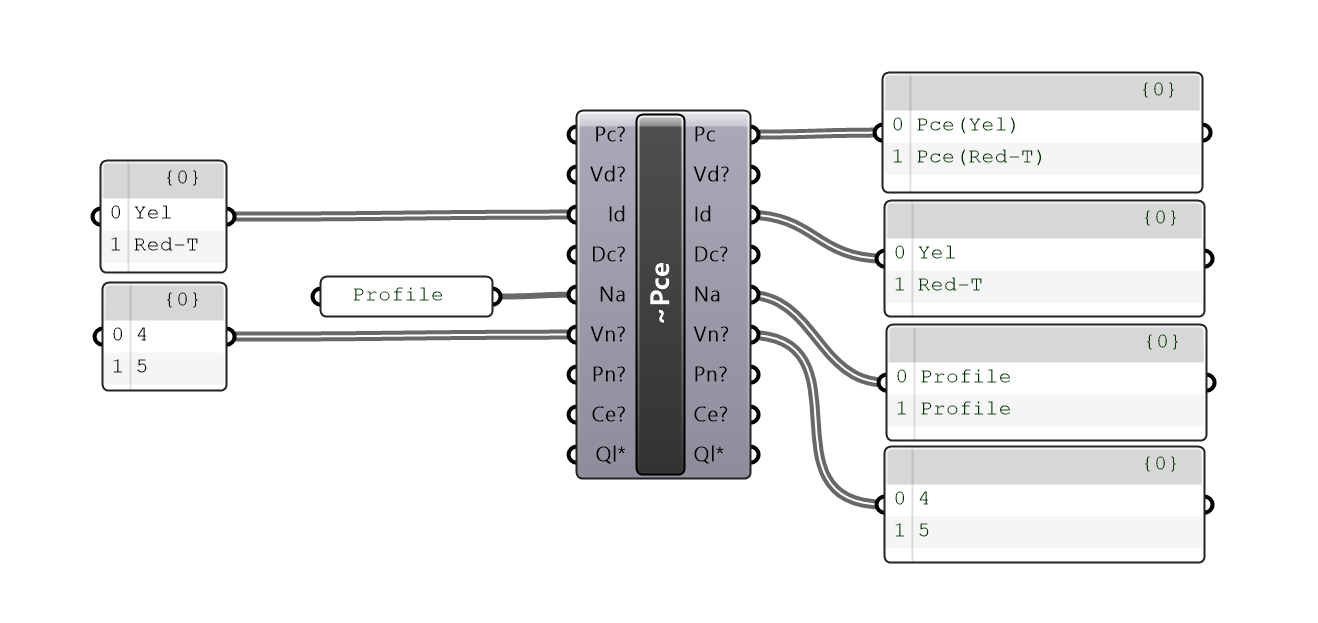 {0}
0 Yel
1 Red-T
{0}
0 4
1 5
Profile
Pc?
Vd?
Id
Dc?
Na
Vn?
Pn?
Ce?
Ql*
~Pce
Pc
Vd?
Id
Dc?
Na
Vn?
Pn?
Ce?
Ql*
{0}
0 Pce(Yel)
1 Pce(Red-T)
{0}
0 Yel
1 Red-T
{0}
0 Profile
1 Profile
{0}
0 4
1 5